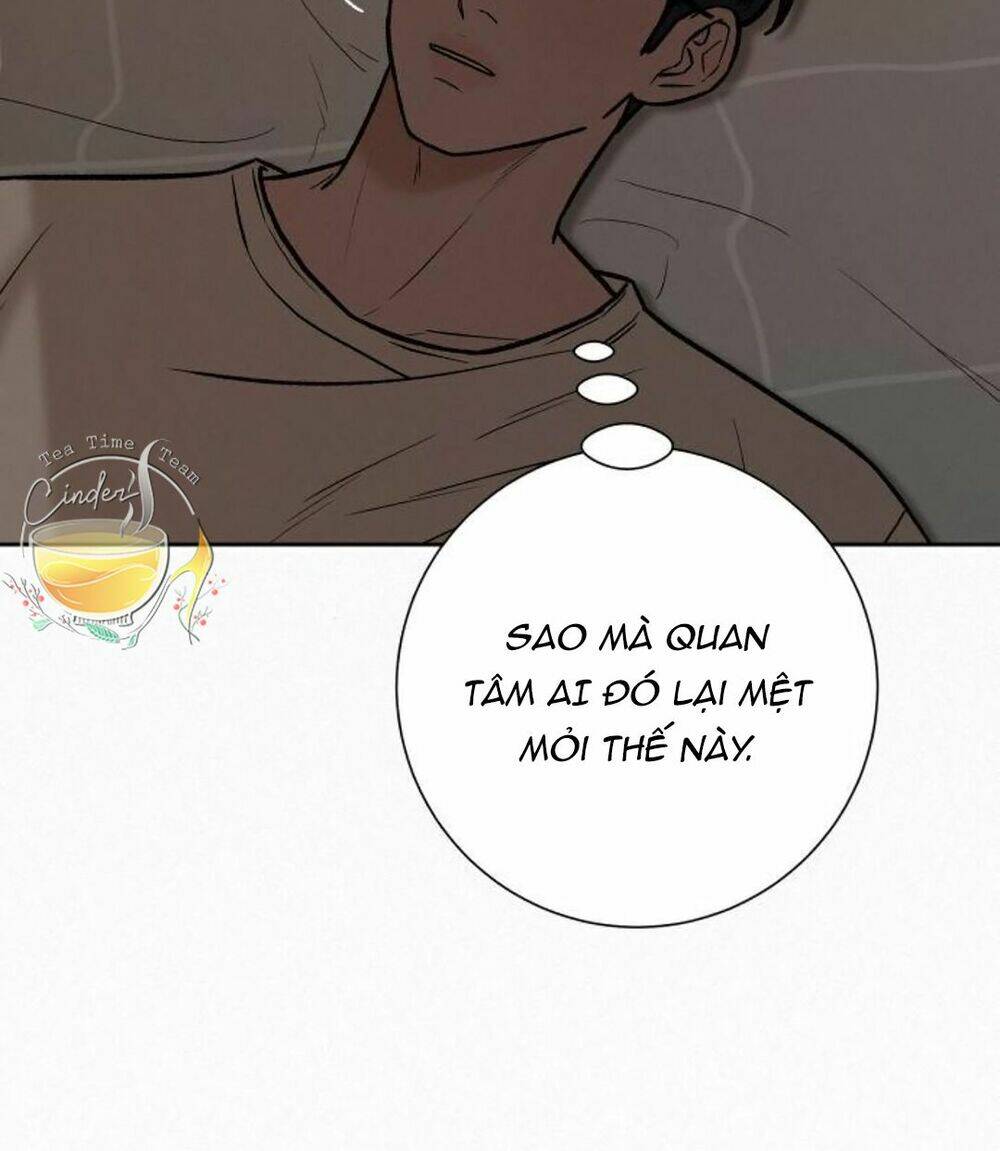 Tea Time Team
Cinder
SAO MÀ QUAN
TÂM AI ĐÓ LẠI MỆT
MỎI THẾ NÀY.